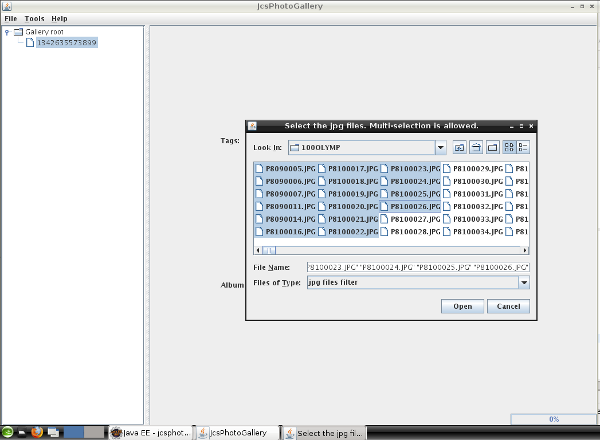 JcsPhotoGallery
File Tools Help
Gallery root
1342635573899
Tags:
Select the jpg files. Multi-selection is allowed.
Look In: 100OLYMP
P8090005.JPG P8100017.JPG P8100023.JPG P8100029.JPG P81
P8090006.JPG P8100018.JPG P8100024.JPG P8100030.JPG P81
P8090007.JPG P8100019.JPG P8100025.JPG P8100031.JPG P81
P8090011.JPG P8100020.JPG P8100026.JPG P8100032.JPG P81
P8090014.JPG P8100021.JPG P8100027.JPG P8100033.JPG P81
P8100016.JPG P8100022.JPG P8100028.JPG P8100034.JPG P81
File Name: "P8100023.JPG" "P8100024.JPG" "P8100025.JPG" "P8100026.JPG"
Album
Files of Type: jpg files filter
Open Cancel
0%
Java EE - jcsphot... JcsPhotoGallery Select the jpg fil...